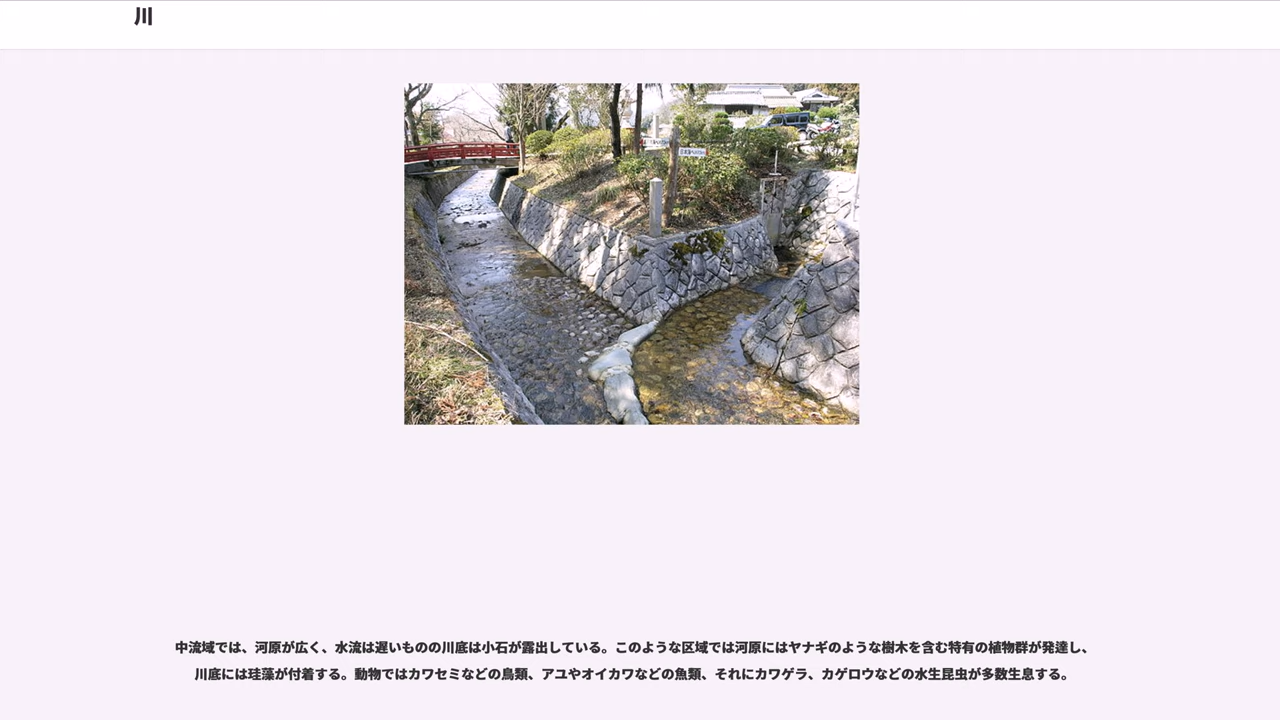 川
中流域では、河原が広く、水流は遅いものの川底は小石が露出している。このような区域では河原にはヤナギのような樹木を含む特有の植物群が発達し、
川底には珪藻が付着する。動物ではカワセミなどの鳥類、アユやオイカワなどの魚類、それにカワゲラ、カゲロウなどの水生昆虫が多数生息する。